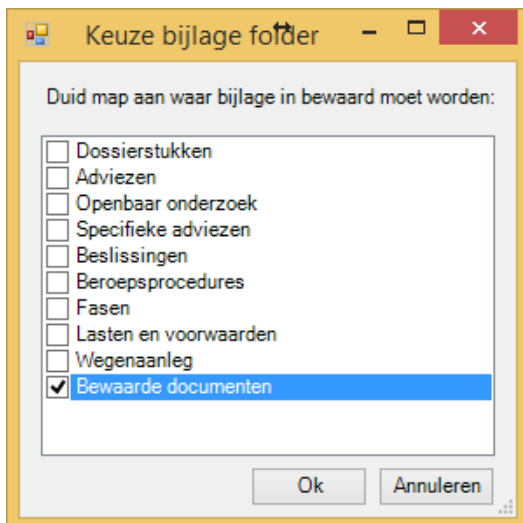 Keuze bijlage folder
Duid map aan waar bijlage in bewaard moet worden:
Dossierstukken
Adviezen
Openbaar onderzoek
Specifieke adviezen
Beslissingen
Beroepsprocedures
Fasen
Lasten en voorwaarden
Wegenaanleg
Bewaarde documenten
Ok
Annuleren